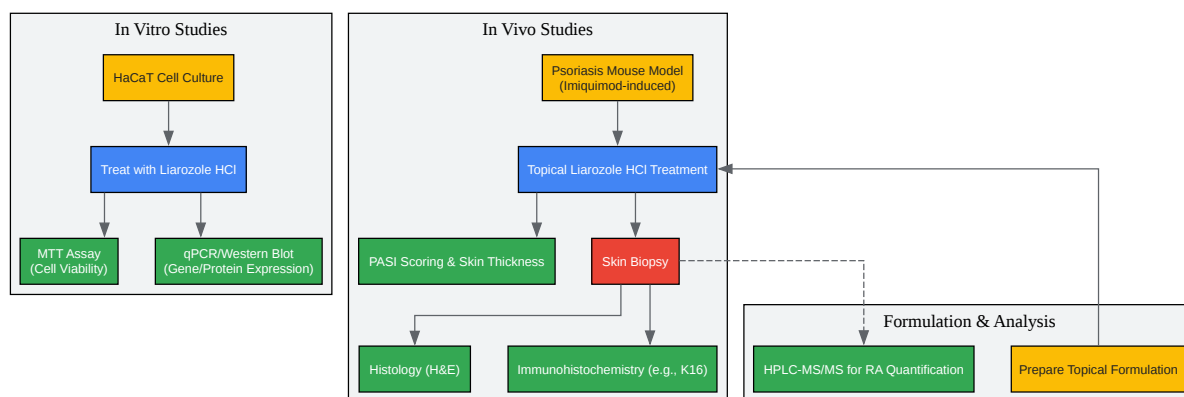 In Vitro Studies
HaCaT Cell Culture
Treat with Liarozole HCl
MTT Assay
(Cell Viability)
qPCR/Western Blot
(Gene/Protein Expression)
In Vivo Studies
Psoriasis Mouse Model
(Imiquimod-induced)
Topical Liarozole HCl Treatment
PASI Scoring & Skin Thickness
Skin Biopsy
Histology (H&E)
Immunohistochemistry (e.g., K16)
Formulation & Analysis
HPLC-MS/MS for RA Quantification
Prepare Topical Formulation